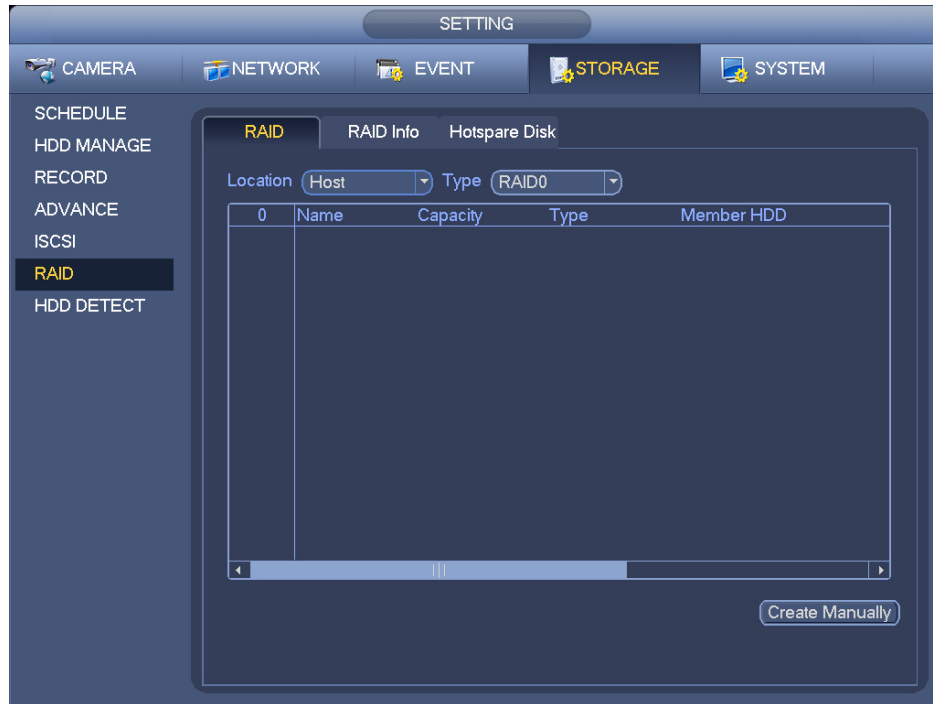 SETTING
CAMERA NETWORK EVENT STORAGE SYSTEM
SCHEDULE
HDD MANAGE
RECORD
ADVANCE
ISCSI
RAID
HDD DETECT
RAID RAID Info Hotspare Disk
Location Host Type RAID0
0 Name Capacity Type Member HDD
Create Manually